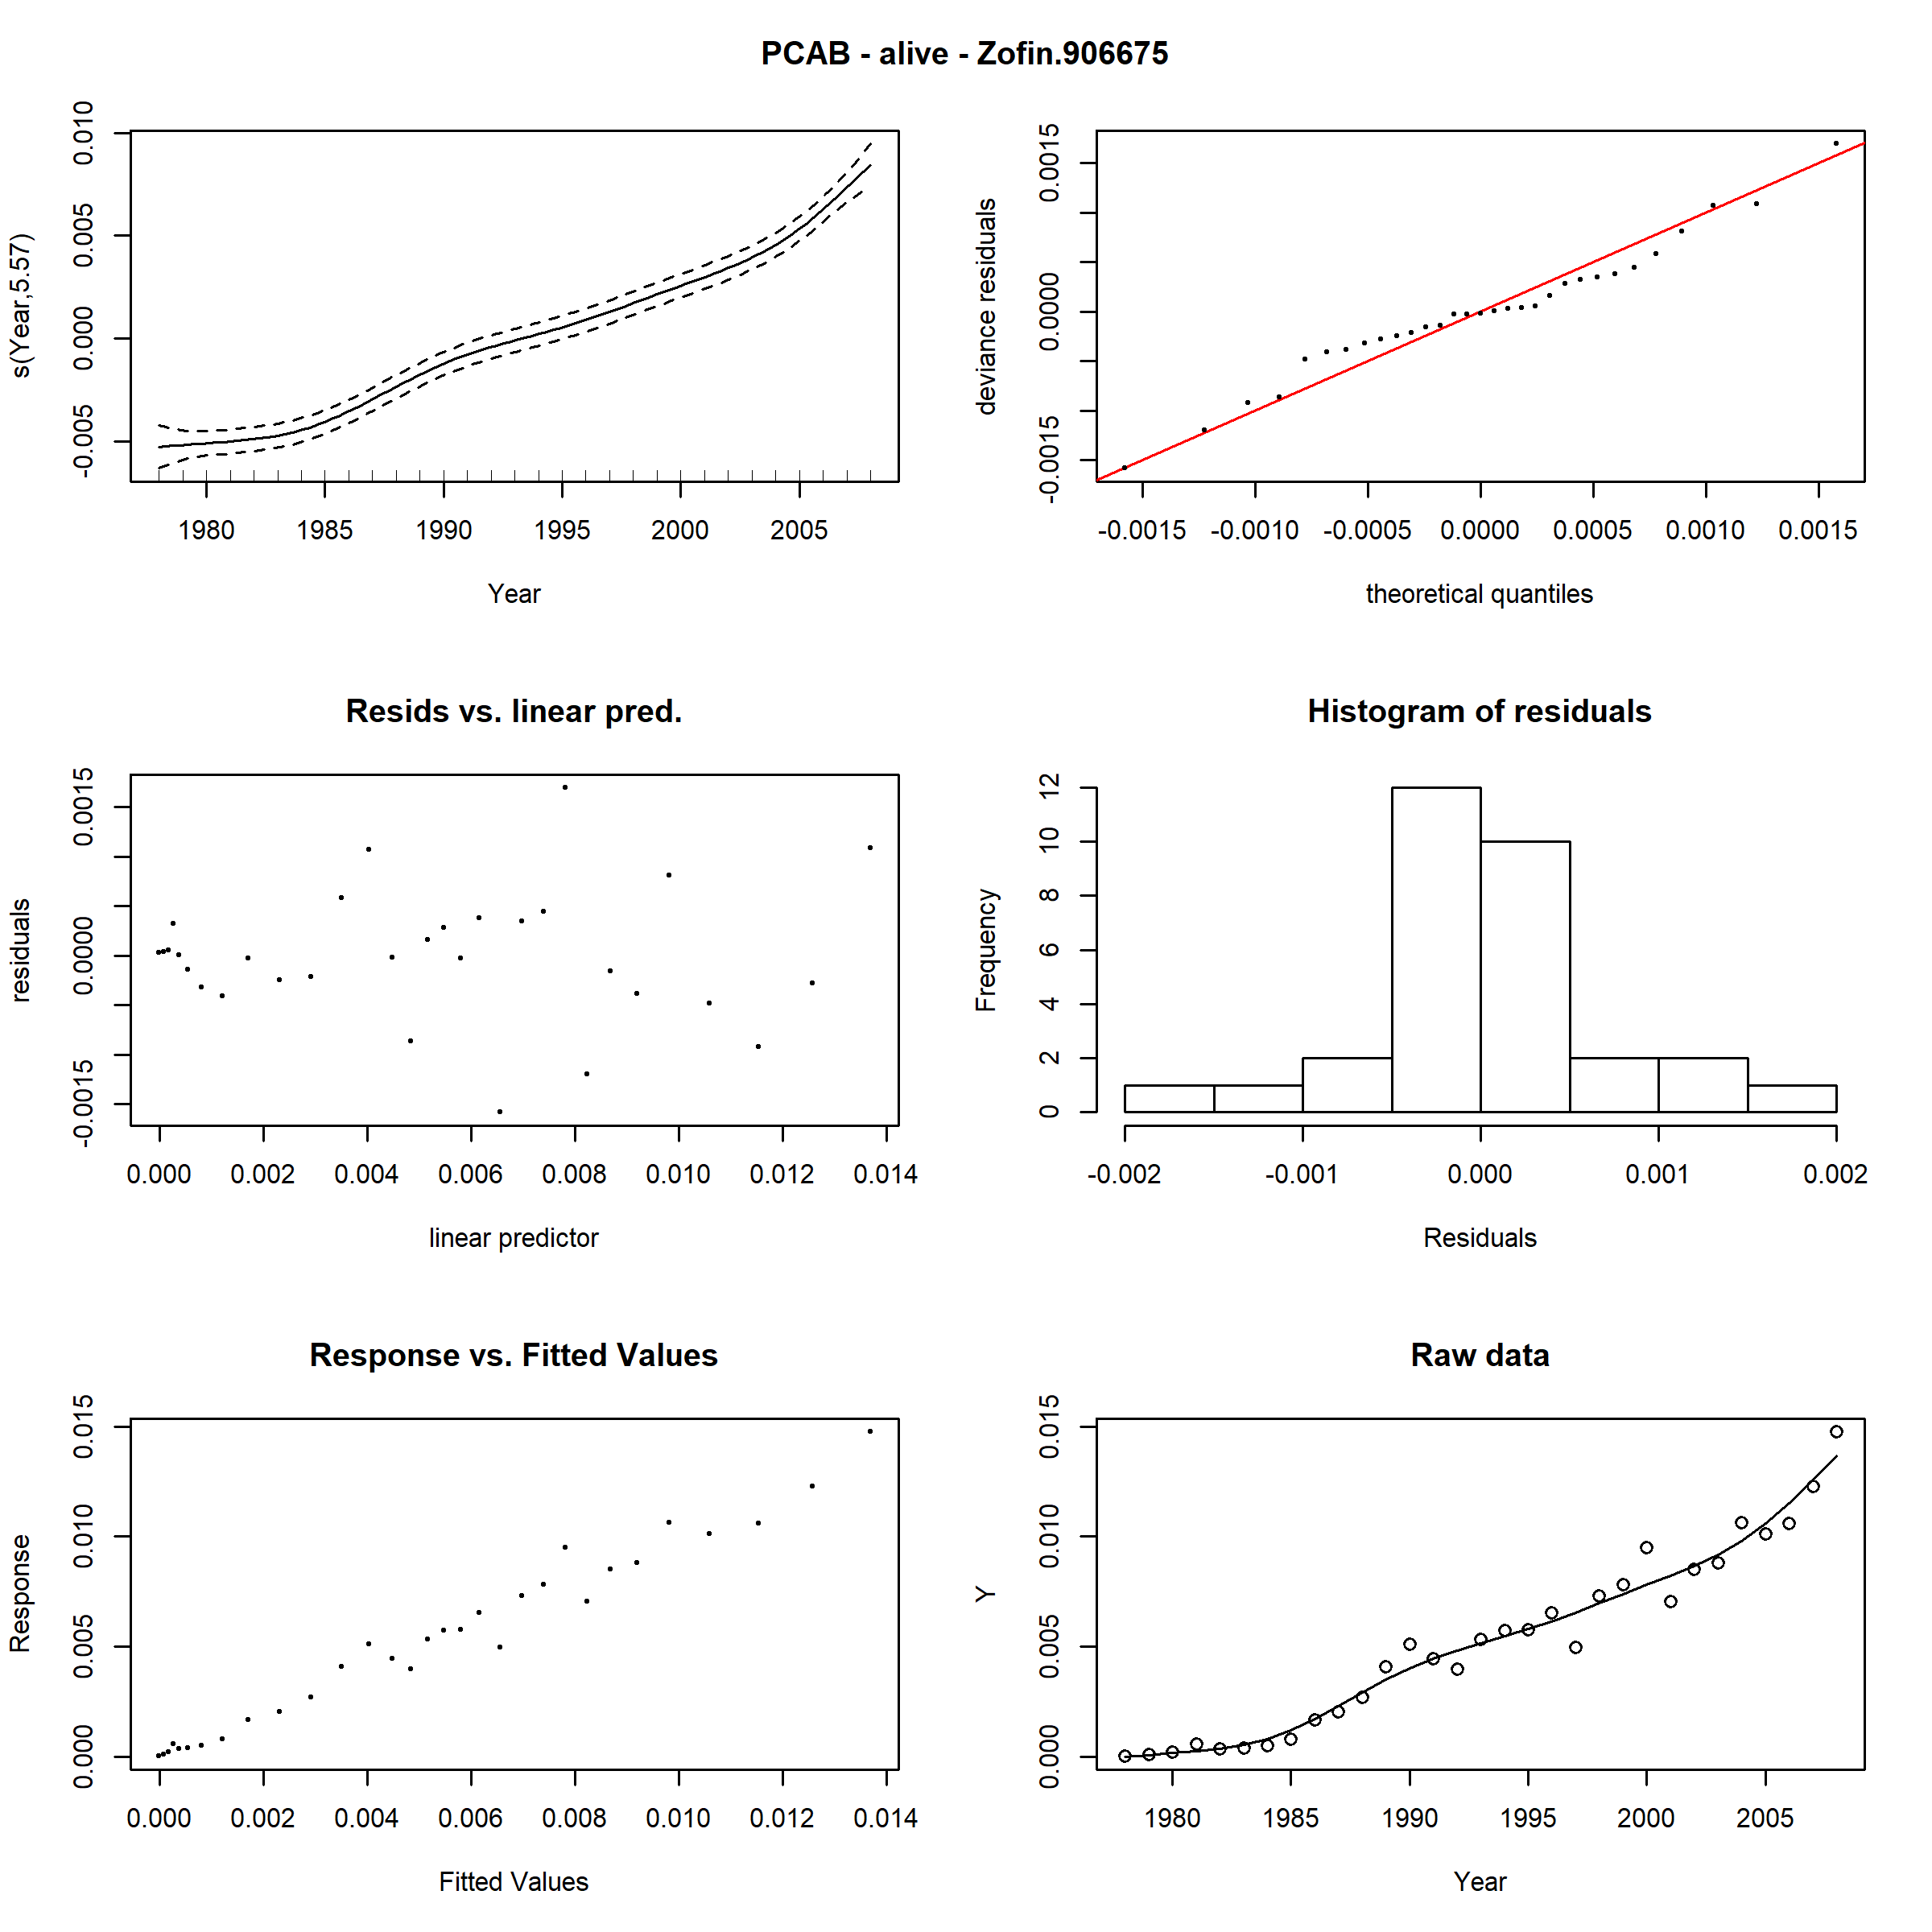 PCAB - alive - Zofin.906675
s(Year,5.57)
-0.005 0.000 0.005 0.010
1980 1985 1990 1995 2000 2005
Year
deviance residuals
-0.0015 0.0000 0.0015
-0.0015 -0.0010 -0.0005 0.0000 0.0005 0.0010 0.0015
theoretical quantiles
Resids vs. linear pred.
residuals
-0.0015 0.0000 0.0015
0.000 0.002 0.004 0.006 0.008 0.010 0.012 0.014
linear predictor
Histogram of residuals
Frequency
0 2 4 6 8 10 12
-0.002 -0.001 0.000 0.001 0.002
Residuals
Response vs. Fitted Values
Response
0.000 0.005 0.010 0.015
0.000 0.002 0.004 0.006 0.008 0.010 0.012 0.014
Fitted Values
Raw data
Y
0.000 0.005 0.010 0.015
1980 1985 1990 1995 2000 2005
Year